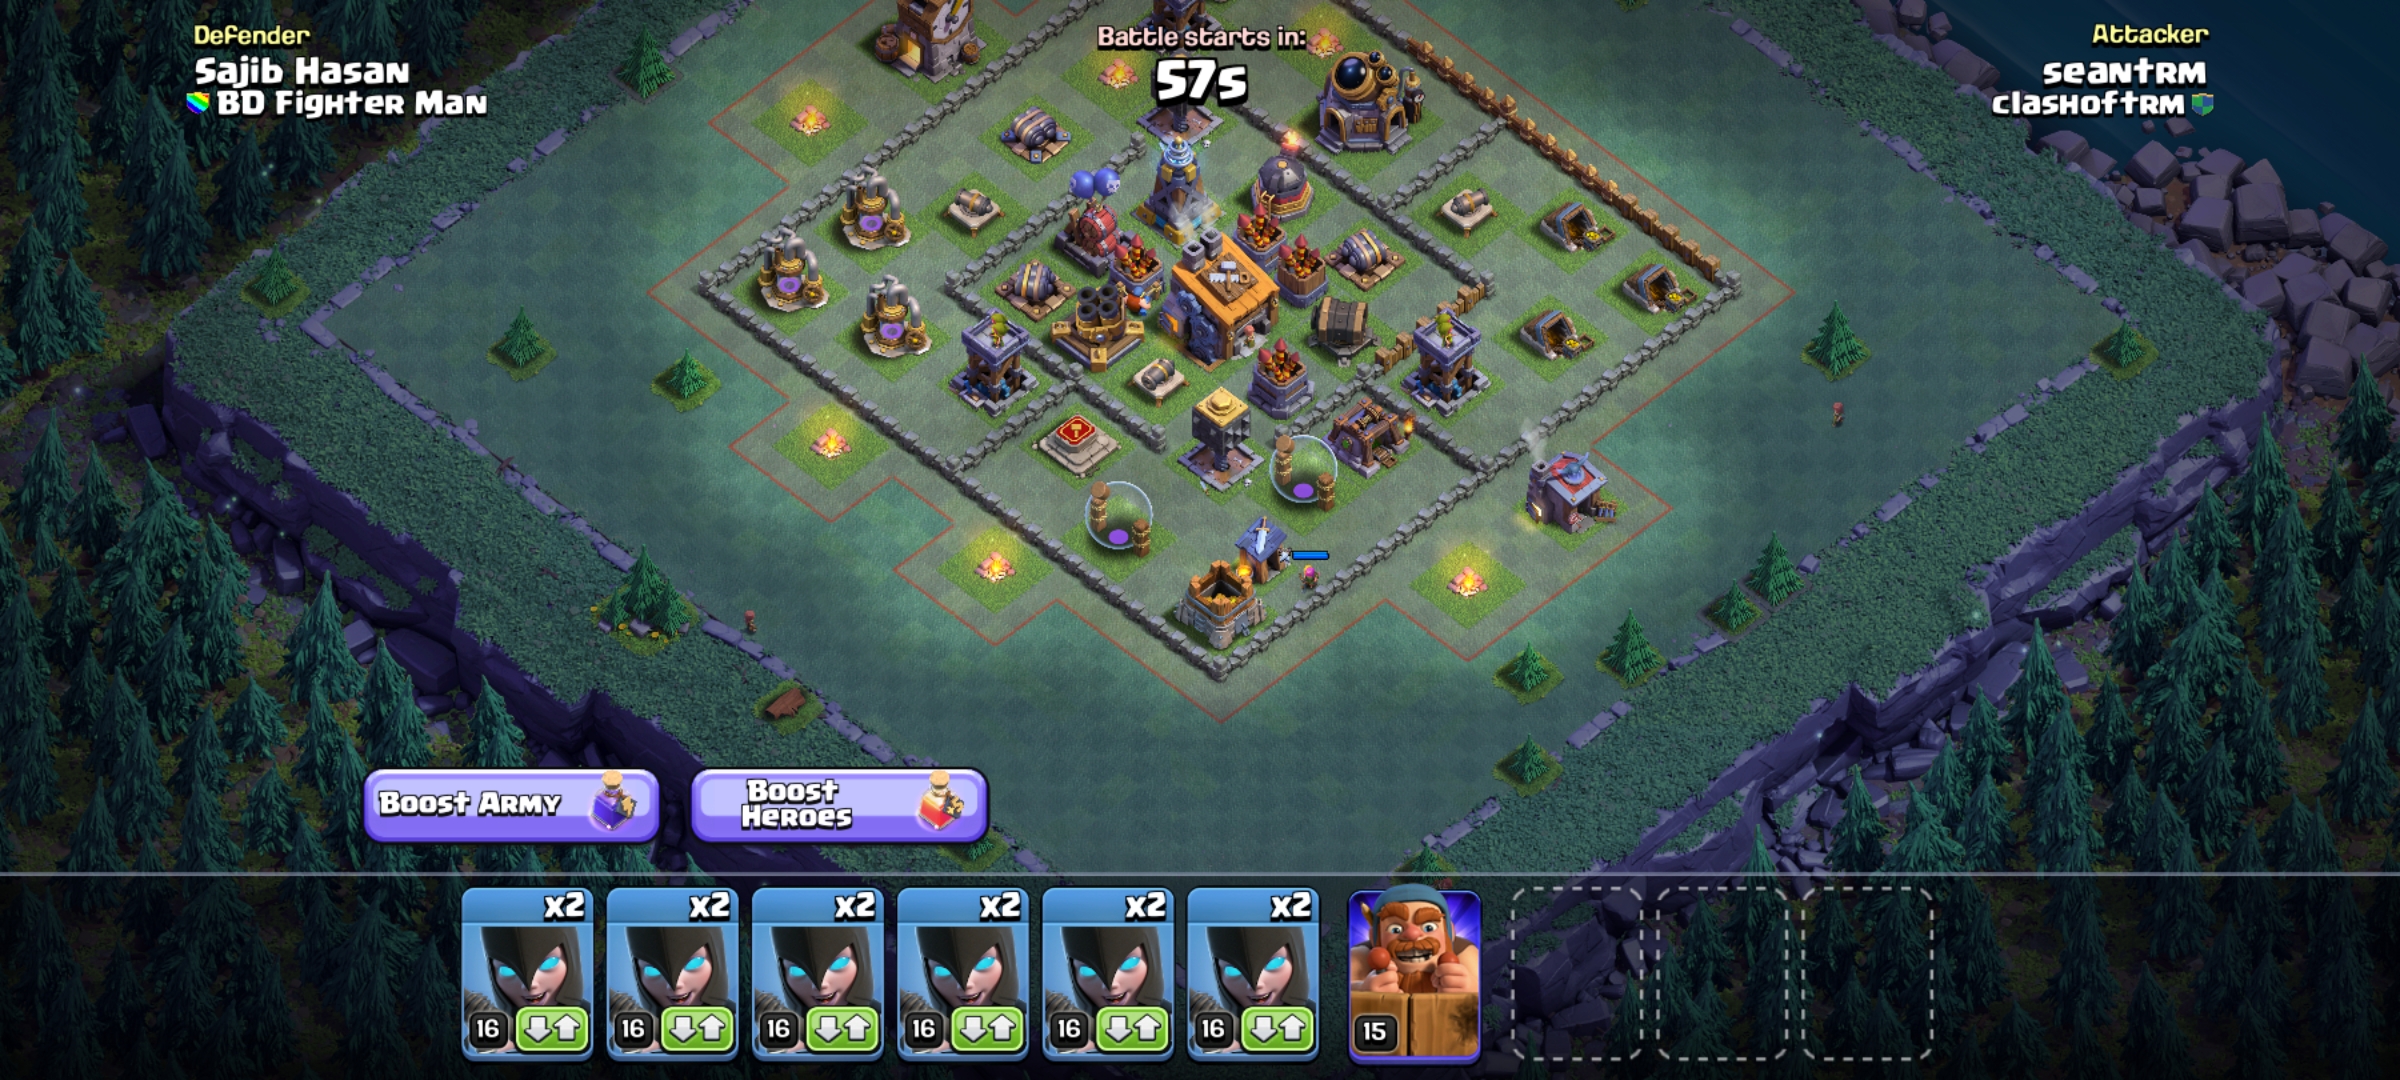 Defender
Sajib Hasan
BD Fighter Man
Battle starts in:
57s
Attacker
seantRM
clashoftRM
Boost Army
Boost
Heroes
x2
x2
x2
x2
x2
x2
16
16
16
16
16
16
15